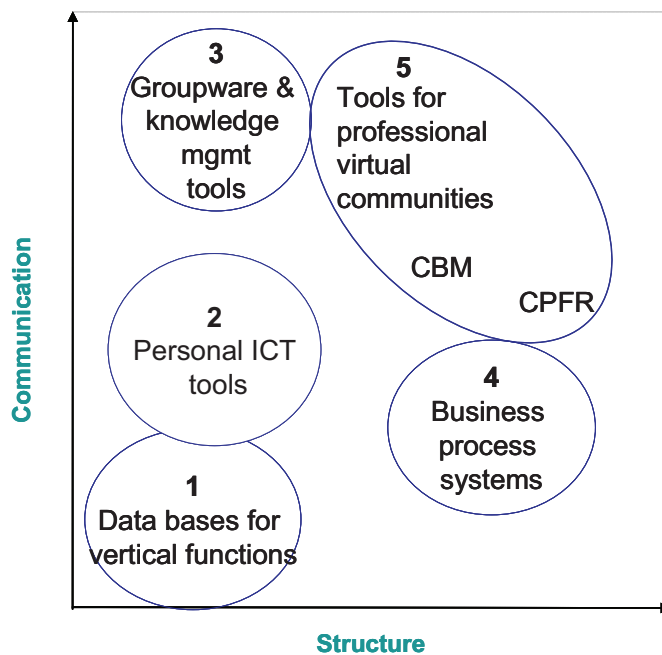 3
Groupware &
knowledge
mgmt
tools
5
Tools for
professional
virtual
communities
CBM
CPFR
2
Personal ICT
tools
4
Business
process
systems
1
Data bases for
vertical functions
Communication
Structure